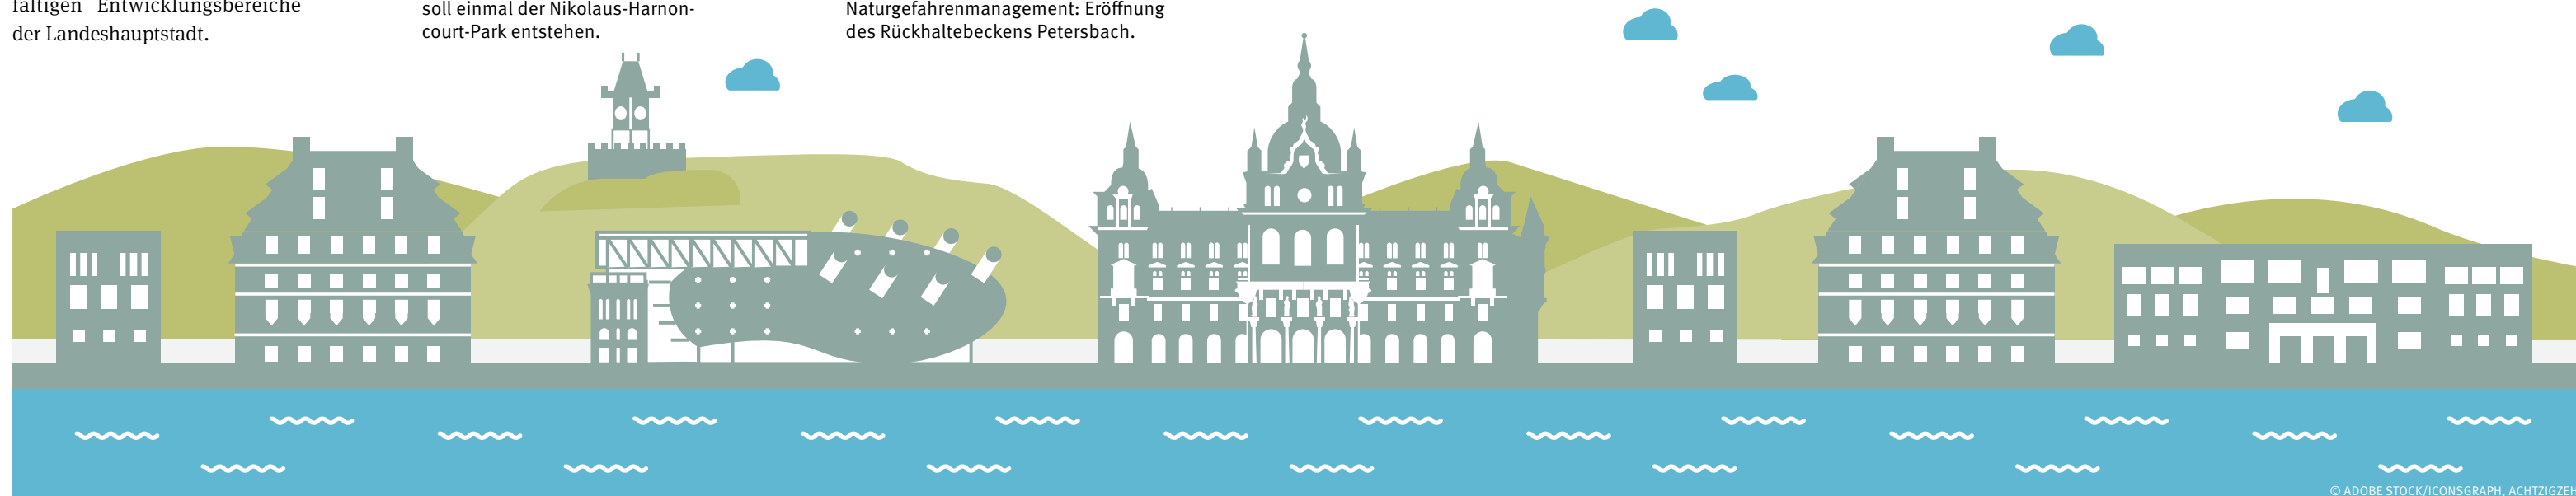 fältigen Entwicklungsbereiche
der Landeshauptstadt.
soll einmal der Nikolaus-Harnon-
court-Park entstehen.
Naturgefahrenmanagement: Eröffnung
des Rückhaltebeckens Petersbach.
© ADOBE STOCK/ICONSGRAPH, ACHTZIGZEH